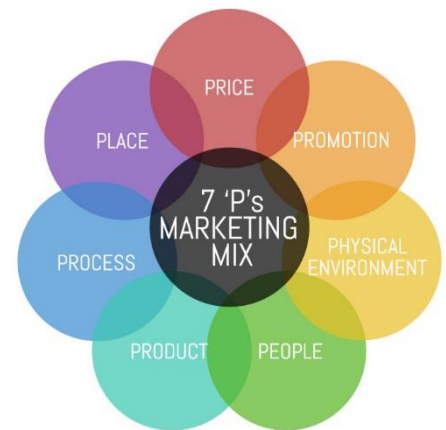 PRICE
PROMOTION
PHYSICAL
ENVIRONMENT
PEOPLE
PRODUCT
PROCESS
PLACE
7 'P's
MARKETING
MIX